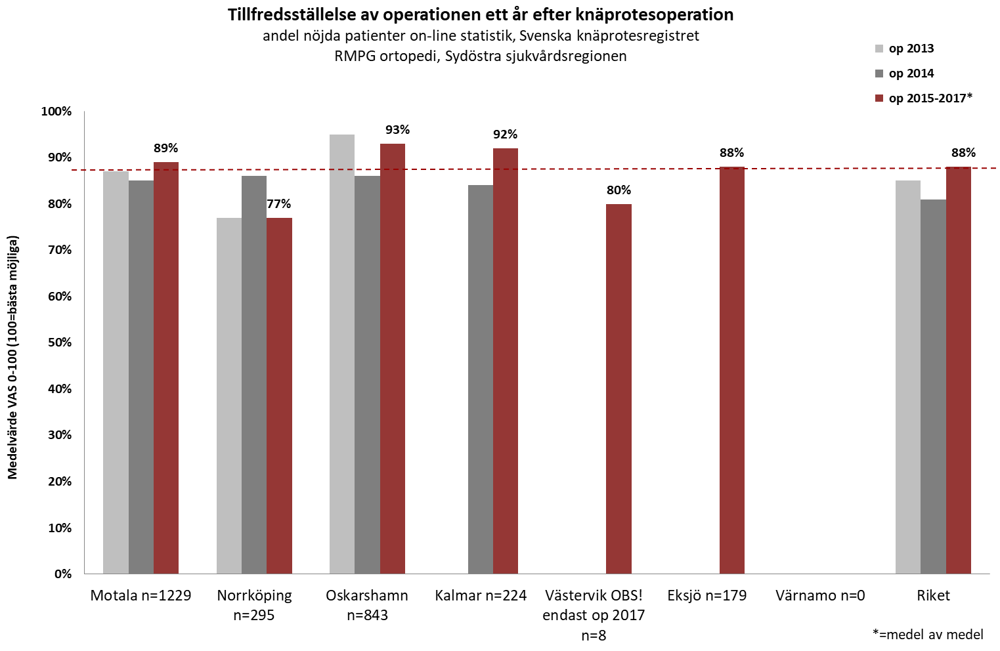 Tillfredsställelse av operationen ett år efter knäprotesoperation
andel nöjda patienter on-line statistik, Svenska knäprotesregistret
RMPG ortopedi, Sydöstra sjukvårdsregionen
op 2013
op 2014
op 2015-2017*
Medelvärde VAS 0-100 (100=bästa möjliga)
100%
90%
80%
70%
60%
50%
40%
30%
20%
10%
0%
89%
77%
93%
92%
80%
88%
88%
Motala n=1229
Norrköping
n=295
Oskarshamn
n=843
Kalmar n=224
Västervik OBS!
endast op 2017
n=8
Eksjö n=179
Värnamo n=0
Riket
*=medel av medel